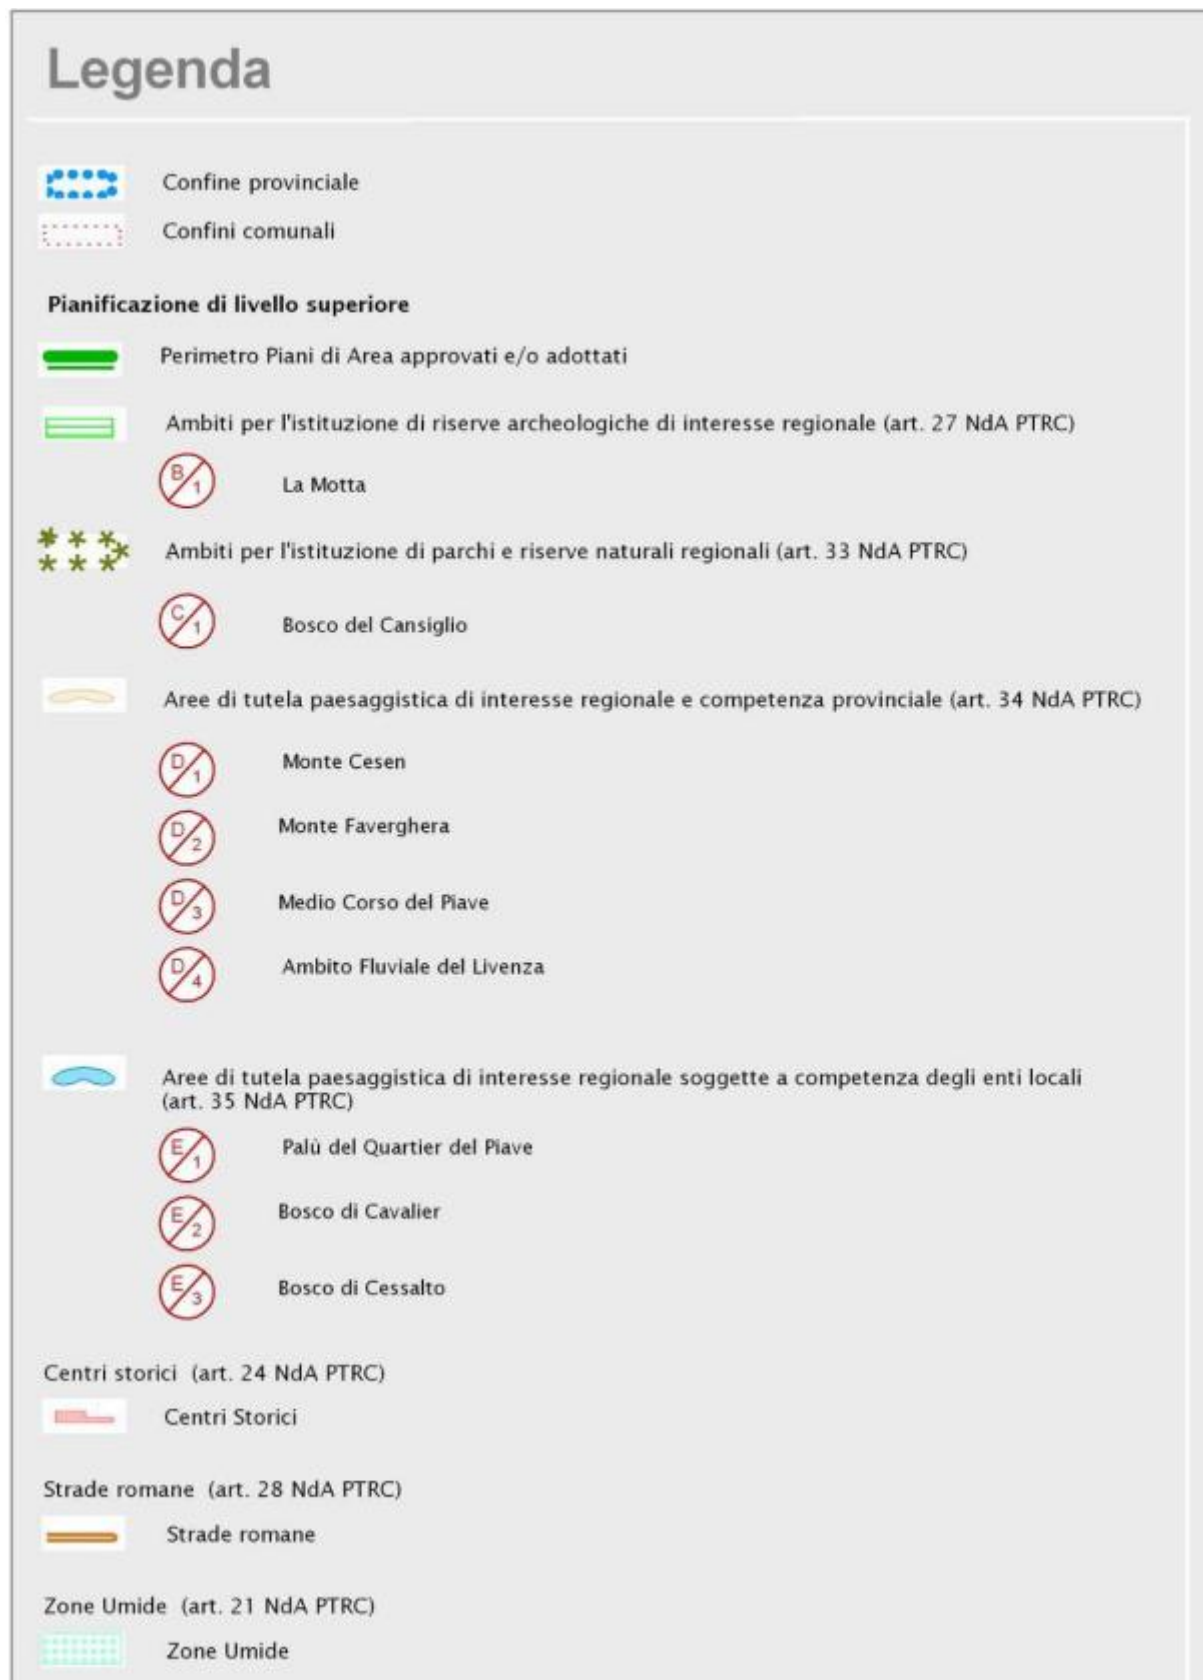 Legenda
Confine provinciale
Confini comunali
Pianificazione di livello superiore
Perimetro Piani di Area approvati e/o adottati
Ambiti per l'istituzione di riserve archeologiche di interesse regionale (art. 27 NdA PTRC)
B/1 La Motta
Ambiti per l'istituzione di parchi e riserve naturali regionali (art. 33 NdA PTRC)
C/1 Bosco del Cansiglio
Aree di tutela paesaggistica di interesse regionale e competenza provinciale (art. 34 NdA PTRC)
D/1 Monte Cesen
D/2 Monte Faverghera
D/3 Medio Corso del Piave
D/4 Ambito Fluviale del Livenza
Aree di tutela paesaggistica di interesse regionale soggette a competenza degli enti locali
(art. 35 NdA PTRC)
E/1 Palù del Quartier del Piave
E/2 Bosco di Cavalier
E/3 Bosco di Cessalto
Centri storici (art. 24 NdA PTRC)
Centri Storici
Strade romane (art. 28 NdA PTRC)
Strade romane
Zone Umide (art. 21 NdA PTRC)
Zone Umide